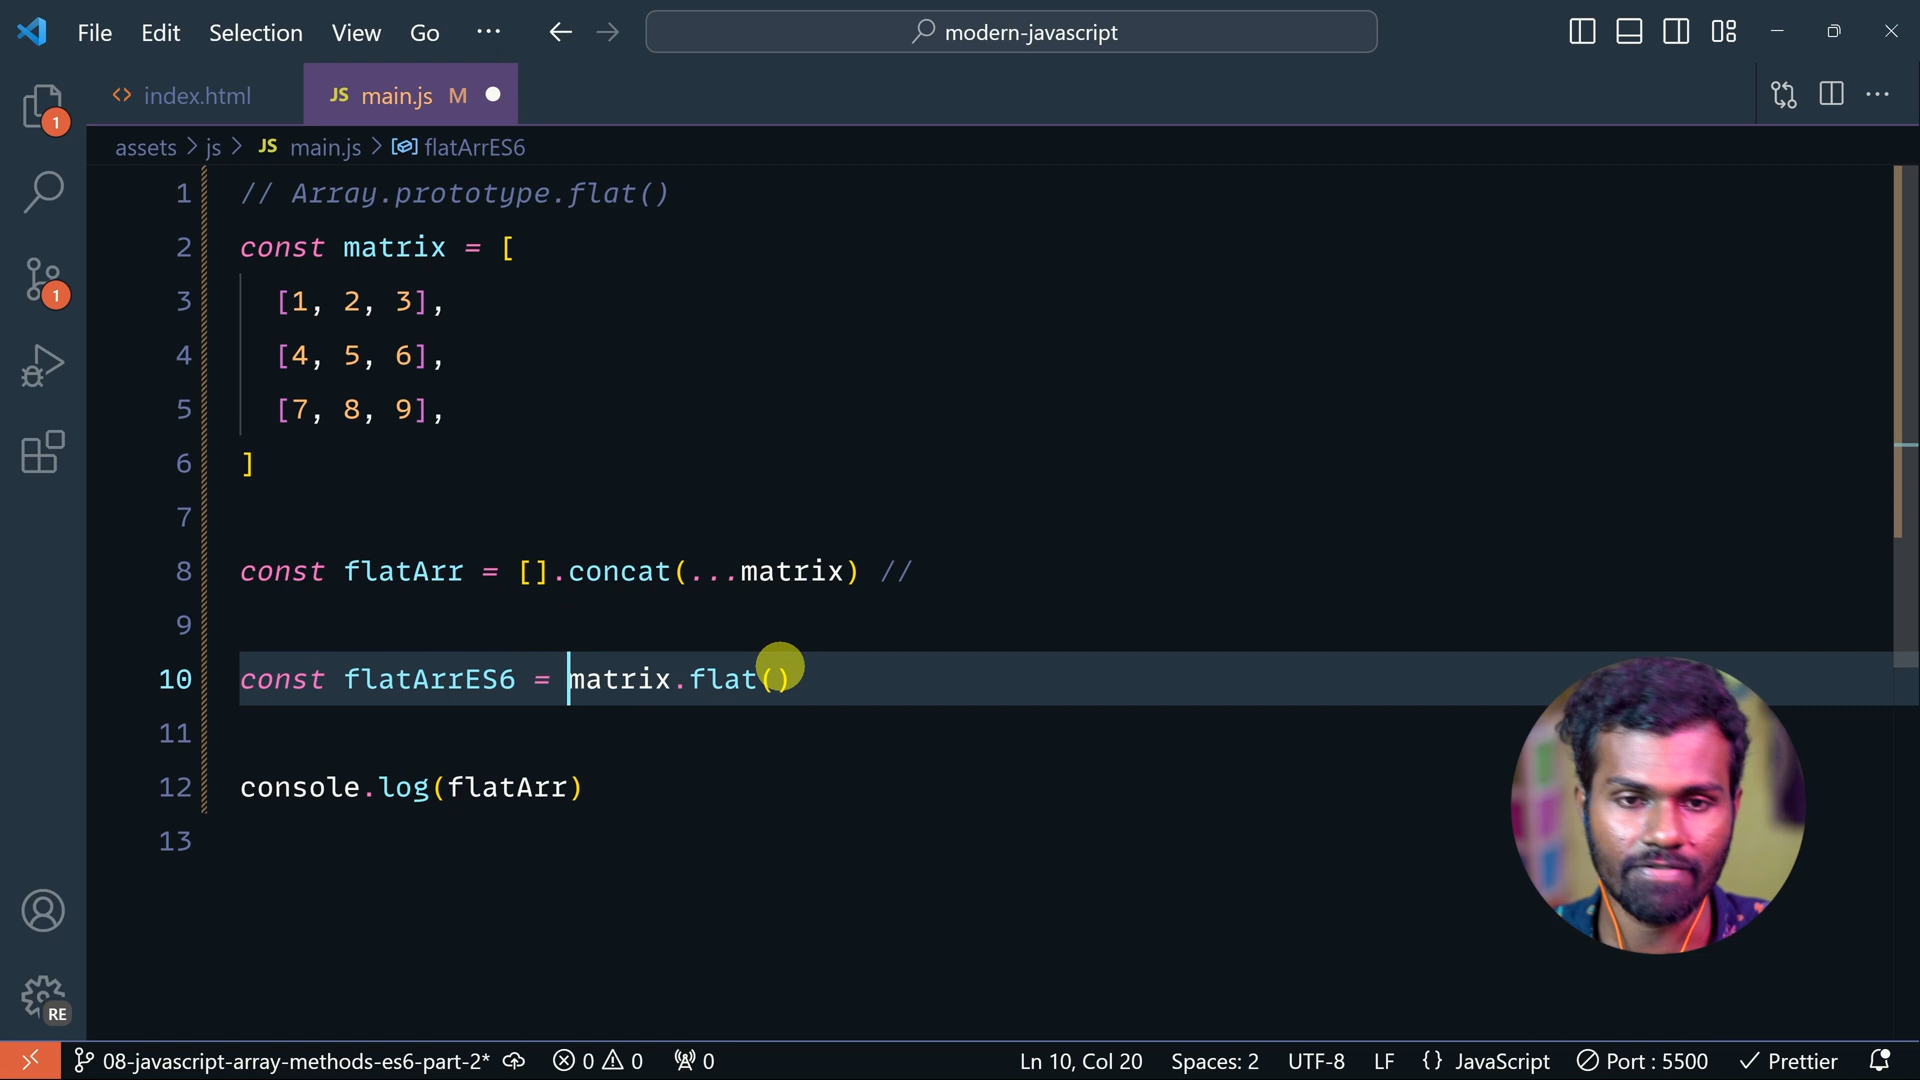 File Edit Selection View Go ··· modern-javascript
index.html JS main.js M
assets > js > JS main.js > flatArrES6
1 // Array.prototype.flat()
2 const matrix = [
3 [1, 2, 3],
4 [4, 5, 6],
5 [7, 8, 9],
6 ]
7
8 const flatArr = [].concat(...matrix) //
9
10 const flatArrES6 = matrix.flat()
11
12 console.log(flatArr)
13
1
1
RE
08-javascript-array-methods-es6-part-2* 0 0 0 Ln 10, Col 20 Spaces: 2 UTF-8 LF {} JavaScript Port : 5500 Prettier